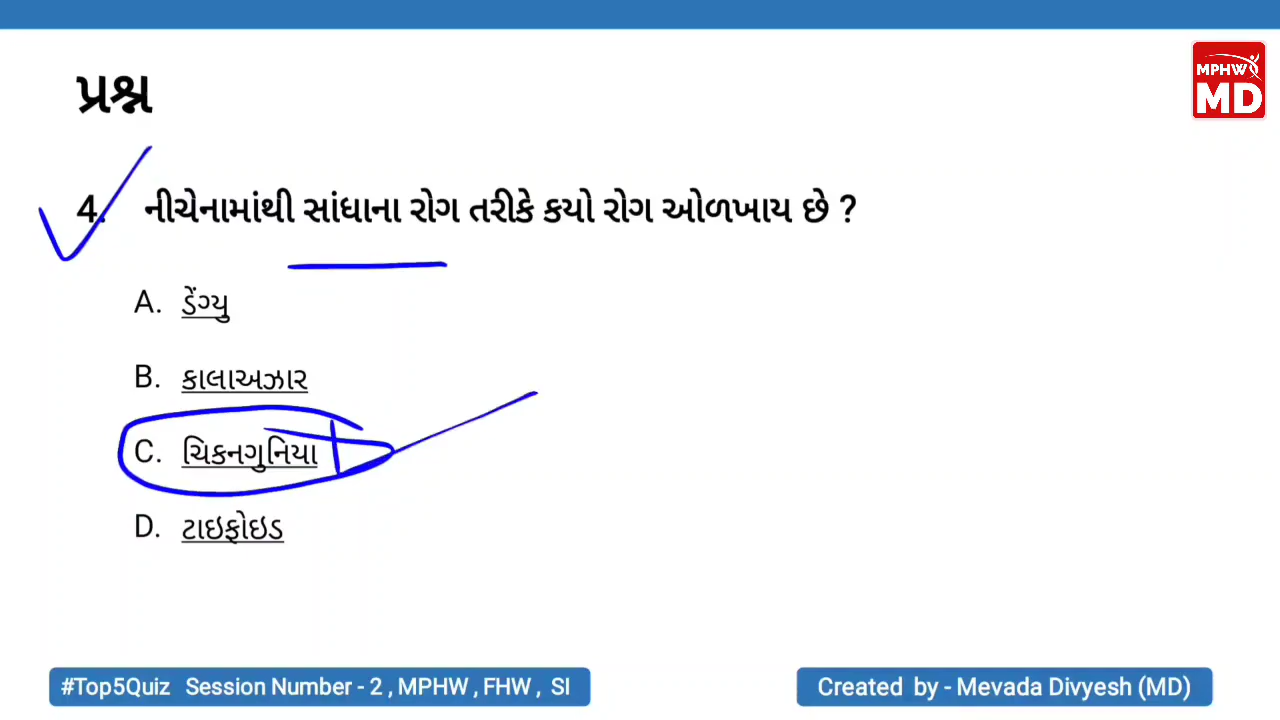 MPHW
MD
પ્રશ્ન
4. નીચેનામાંથી સાંધાના રોગ તરીકે કયો રોગ ઓળખાય છે ?
A. ડેંગ્યુ
B. કાલાઅઝાર
C. ચિકનગુનિયા
D. ટાઇફોઇડ
#Top5Quiz Session Number - 2 , MPHW , FHW , SI
Created by - Mevada Divyesh (MD)